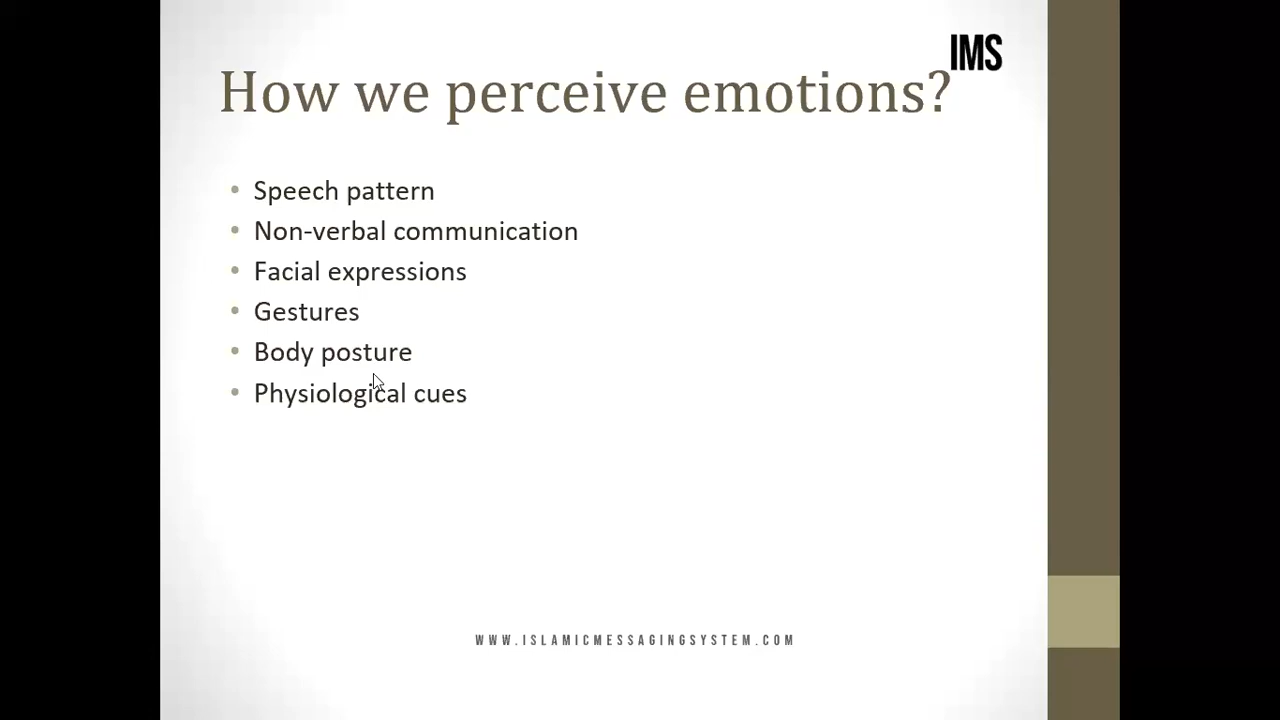 IMS
How we perceive emotions?
• Speech pattern
• Non-verbal communication
• Facial expressions
• Gestures
• Body posture
• Physiological cues
WWW.ISLAMICMESSAGINGSYSTEM.COM